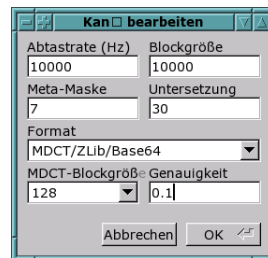 Kan□ bearbeiten
Abtastrate (Hz) Blockgröße
10000 10000
Meta-Maske Untersetzung
7 30
Format
MDCT/ZLib/Base64
MDCT-Blockgröße Genauigkeit
128 0.1
Abbrechen OK